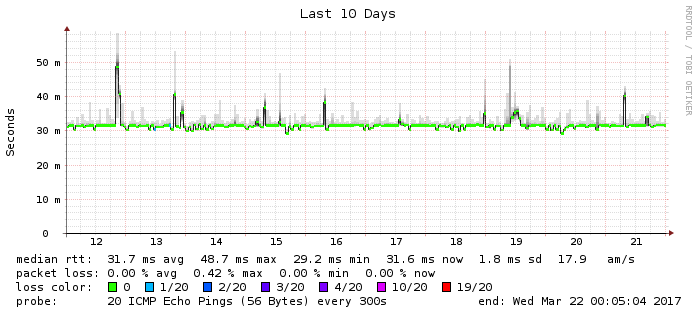 Last 10 Days
RRDTOOL / TOBI OETIKER
Seconds
50 m
40 m
30 m
20 m
10 m
0
12 13 14 15 16 17 18 19 20 21
median rtt: 31.7 ms avg 48.7 ms max 29.2 ms min 31.6 ms now 1.8 ms sd 17.9 am/s
packet loss: 0.00 % avg 0.42 % max 0.00 % min 0.00 % now
loss color: 0 1/20 2/20 3/20 4/20 10/20 19/20
probe: 20 ICMP Echo Pings (56 Bytes) every 300s end: Wed Mar 22 00:05:04 2017